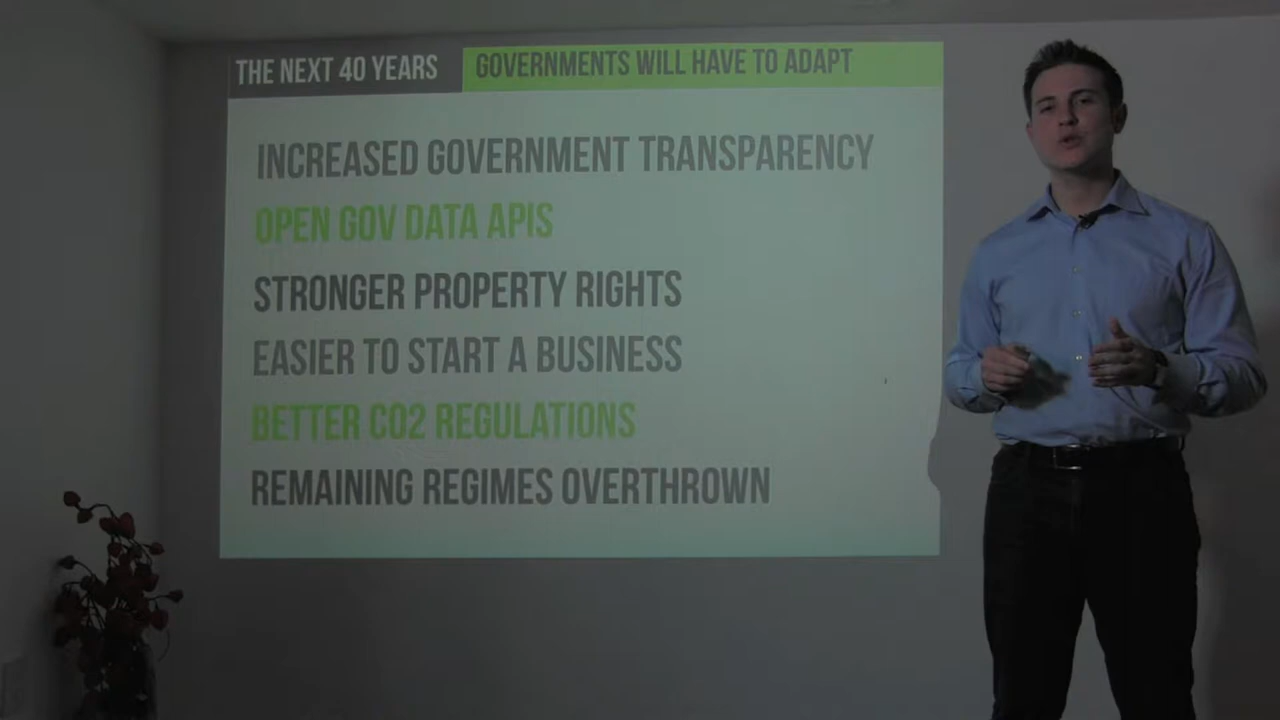 THE NEXT 40 YEARS
GOVERNMENTS WILL HAVE TO ADAPT
INCREASED GOVERNMENT TRANSPARENCY
OPEN GOV DATA APIS
STRONGER PROPERTY RIGHTS
EASIER TO START A BUSINESS
BETTER CO2 REGULATIONS
REMAINING REGIMES OVERTHROWN